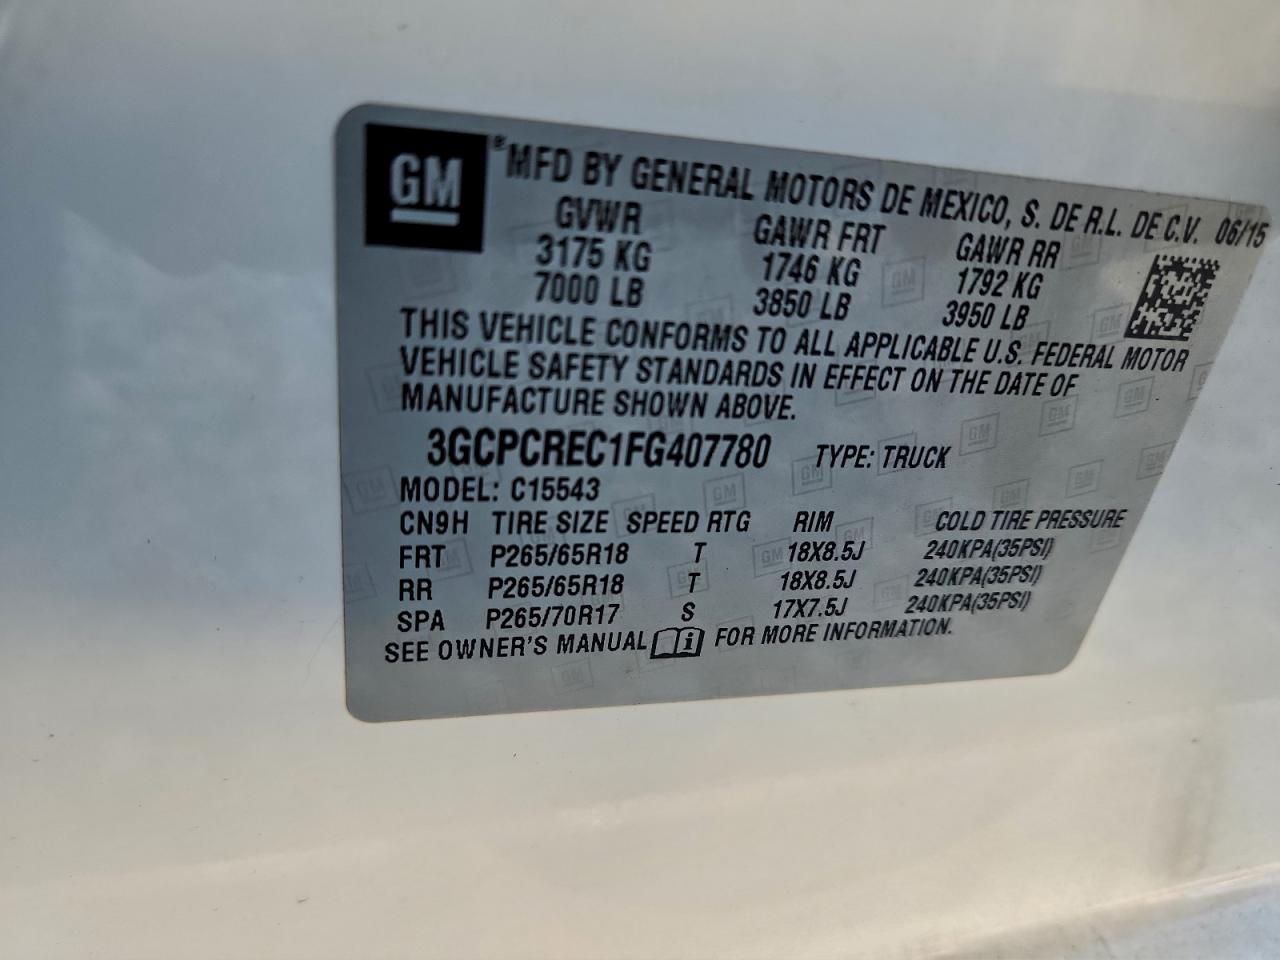 GM ® MFD BY GENERAL MOTORS DE MEXICO, S. DE R.L. DE C.V. 06/15
GVWR GAWR FRT GAWR RR
3175 KG 1746 KG 1792 KG
7000 LB 3850 LB 3950 LB
THIS VEHICLE CONFORMS TO ALL APPLICABLE U.S. FEDERAL MOTOR
VEHICLE SAFETY STANDARDS IN EFFECT ON THE DATE OF
MANUFACTURE SHOWN ABOVE.
3GCPCREC1FG407780 TYPE: TRUCK
MODEL: C15543
CN9H TIRE SIZE SPEED RTG RIM COLD TIRE PRESSURE
FRT P265/65R18 T 18X8.5J 240KPA(35PSI)
RR P265/65R18 T 18X8.5J 240KPA(35PSI)
SPA P265/70R17 S 17X7.5J 240KPA(35PSI)
SEE OWNER'S MANUAL i FOR MORE INFORMATION.